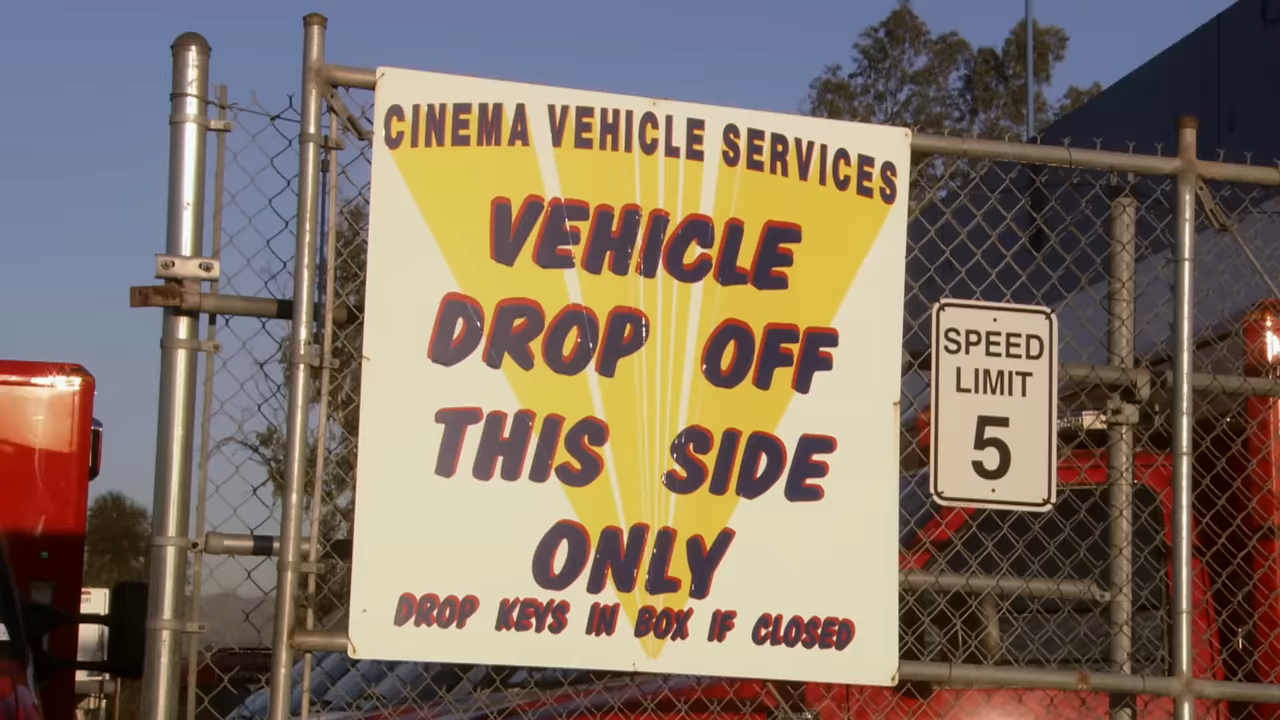 CINEMA VEHICLE SERVICES
VEHICLE
DROP OFF
THIS SIDE
ONLY
DROP KEYS IN BOX IF CLOSED
SPEED
LIMIT
5